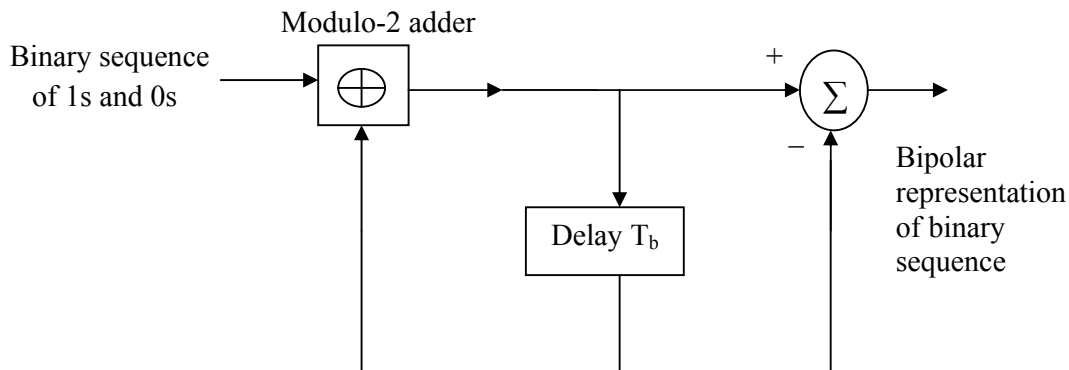 Modulo-2 adder
Binary sequence
of 1s and 0s
+
∑
−
Bipolar
representation
of binary
sequence
Delay T_b